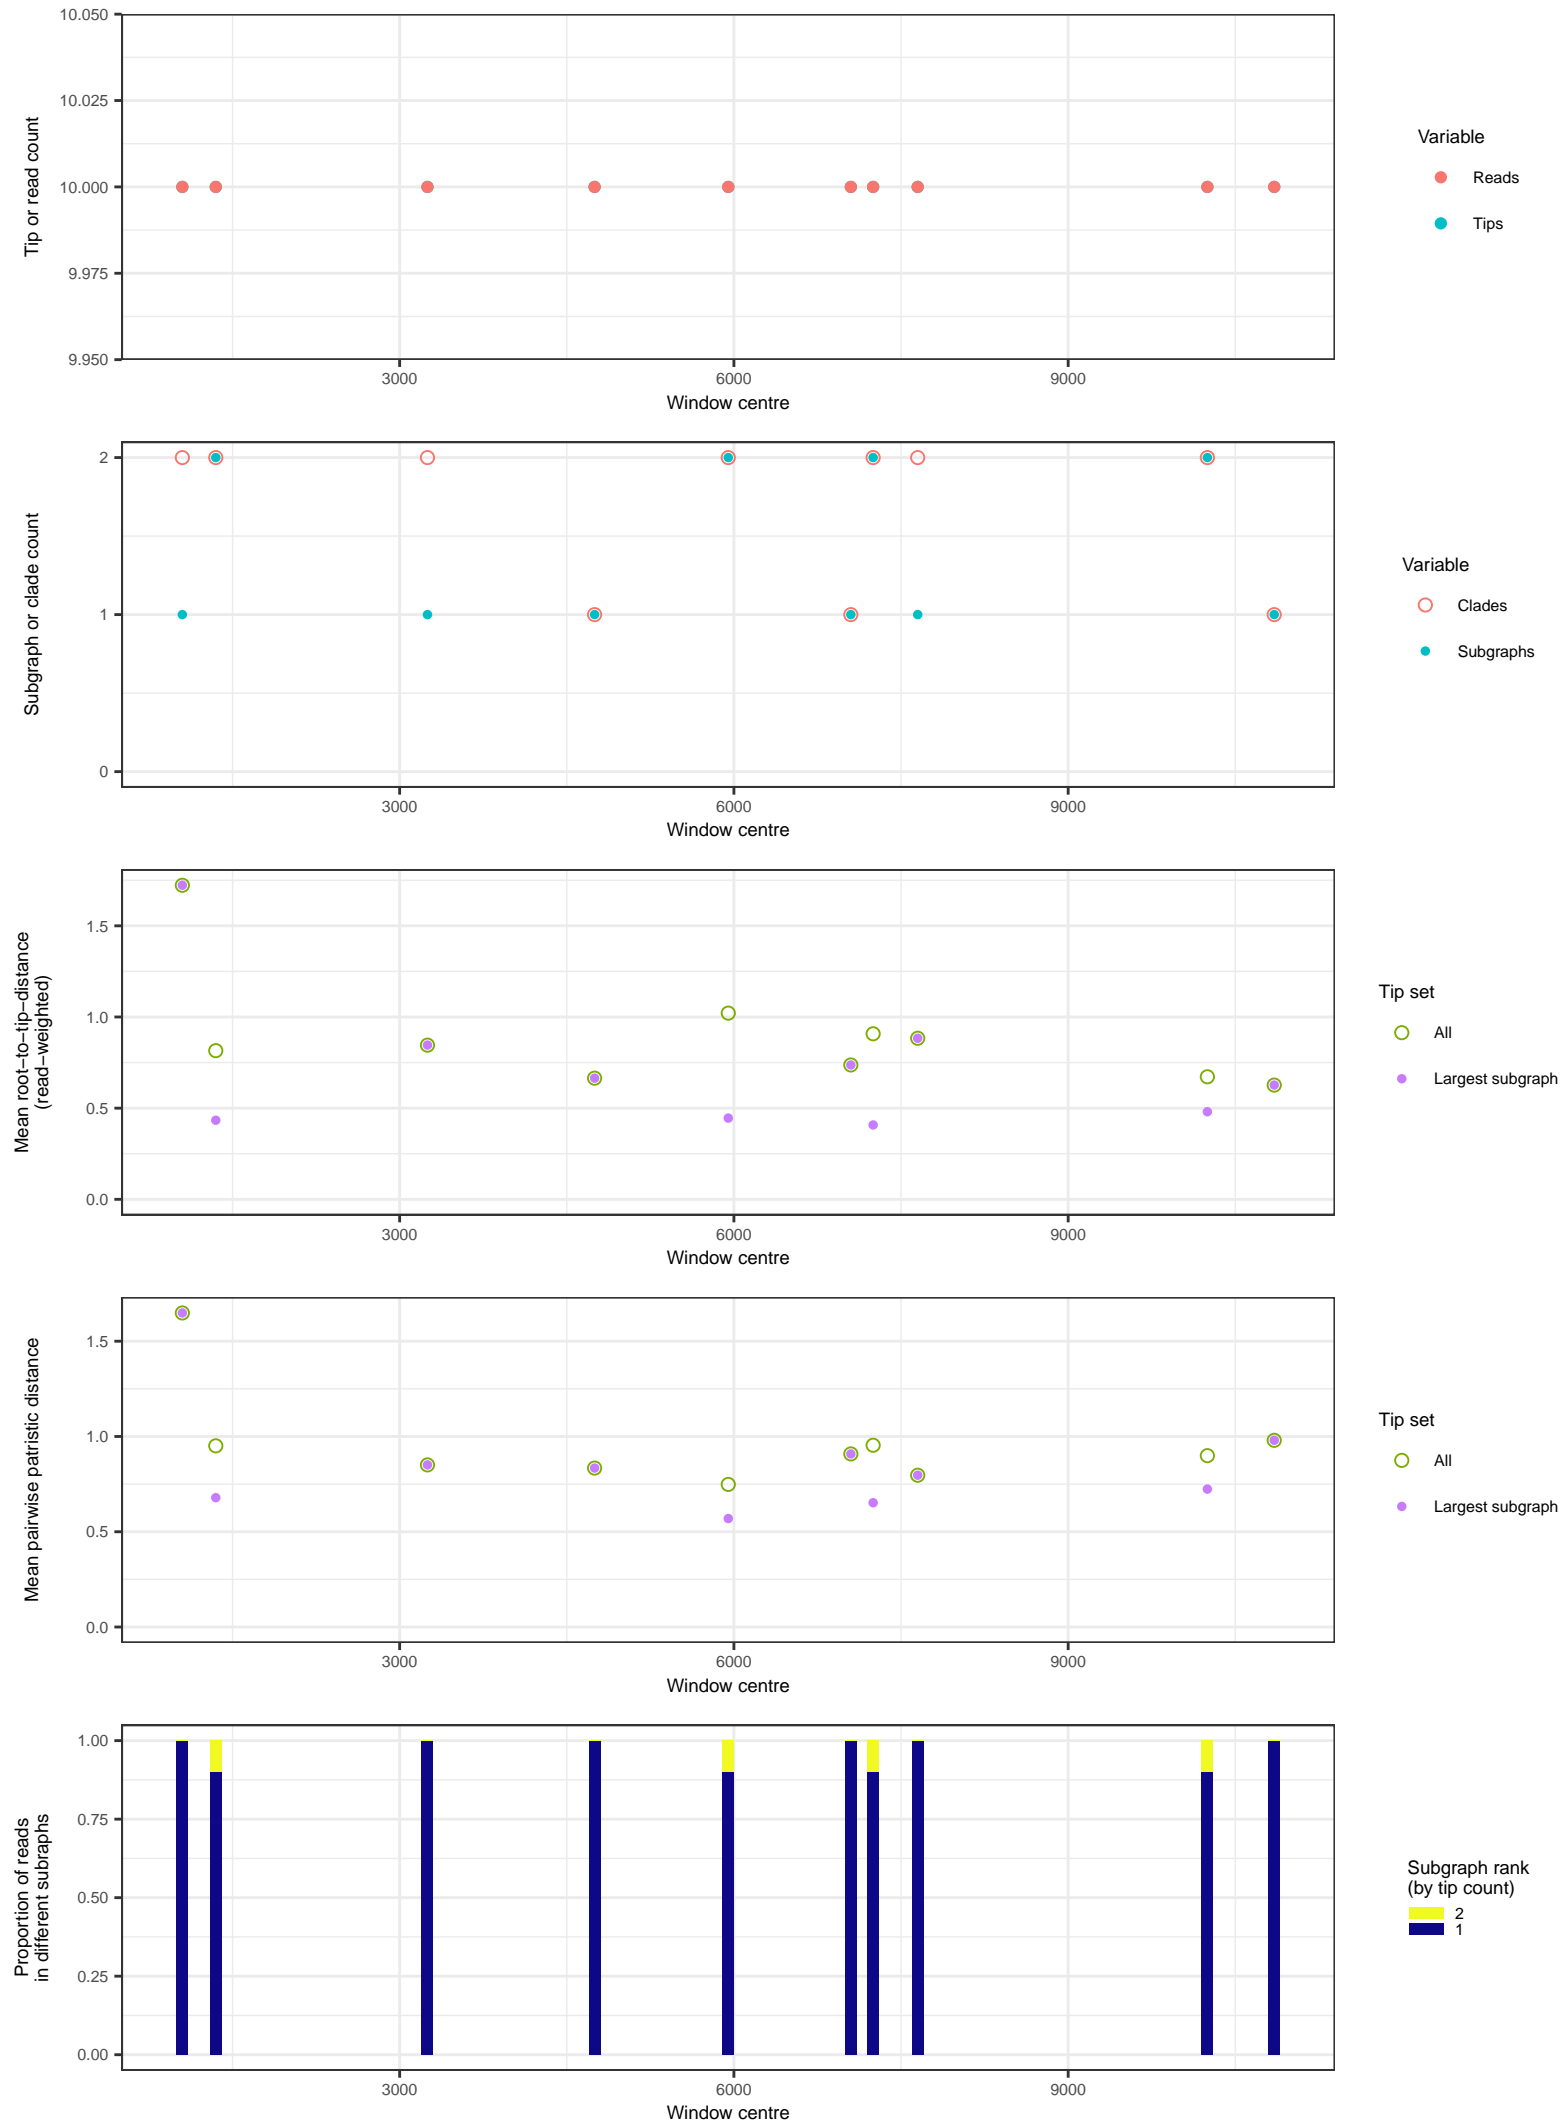 10.050
10.025
10.000
9.975
9.950
Tip or read count
3000 6000 9000
Window centre
Variable
Reads
Tips
2
1
0
Subgraph or clade count
3000 6000 9000
Window centre
Variable
Clades
Subgraphs
1.5
1.0
0.5
0.0
Mean root−to−tip−distance
(read−weighted)
3000 6000 9000
Window centre
Tip set
All
Largest subgraph
1.5
1.0
0.5
0.0
Mean pairwise patristic distance
3000 6000 9000
Window centre
Tip set
All
Largest subgraph
1.00
0.75
0.50
0.25
0.00
Proportion of reads
in different subraphs
3000 6000 9000
Window centre
Subgraph rank
(by tip count)
2
1